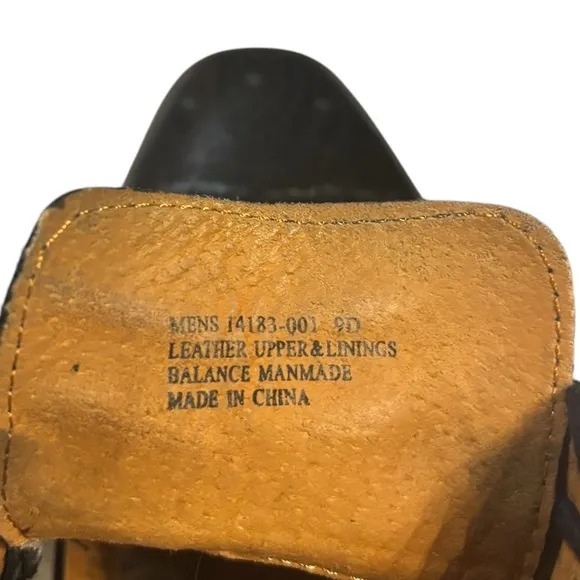 MENS 14183-001 9D
LEATHER UPPER&LININGS
BALANCE MANMADE
MADE IN CHINA